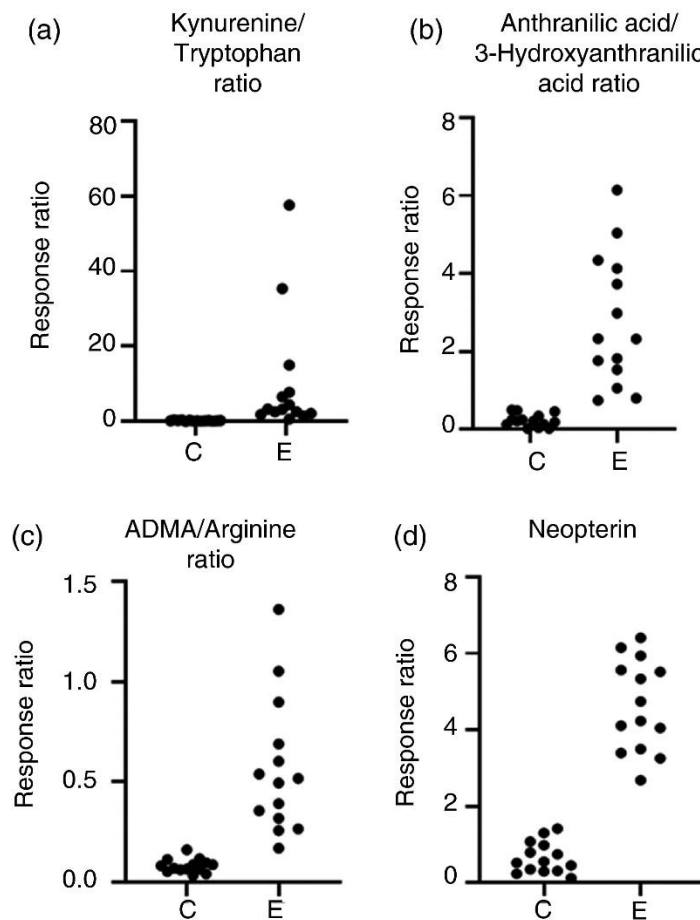 (a)
Kynurenine/
Tryptophan
ratio
Response ratio
80
60
40
20
0
C
E
(b)
Anthranilic acid/
3-Hydroxyanthranilic
acid ratio
Response ratio
8
6
4
2
0
C
E
(c)
ADMA/Arginine
ratio
Response ratio
1.5
1.0
0.5
0.0
C
E
(d)
Neopterin
Response ratio
8
6
4
2
0
C
E